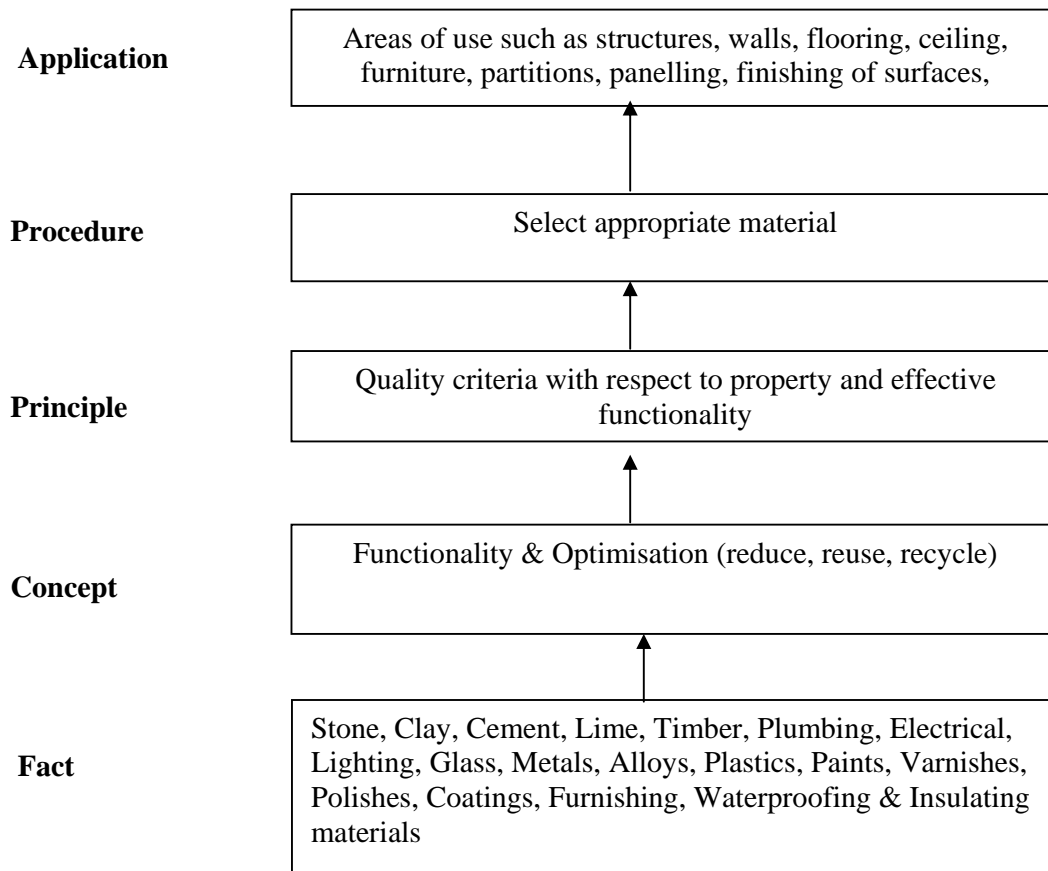 Application
Areas of use such as structures, walls, flooring, ceiling,
furniture, partitions, panelling, finishing of surfaces,
Procedure
Select appropriate material
Principle
Quality criteria with respect to property and effective
functionality
Concept
Functionality & Optimisation (reduce, reuse, recycle)
Fact
Stone, Clay, Cement, Lime, Timber, Plumbing, Electrical,
Lighting, Glass, Metals, Alloys, Plastics, Paints, Varnishes,
Polishes, Coatings, Furnishing, Waterproofing & Insulating
materials